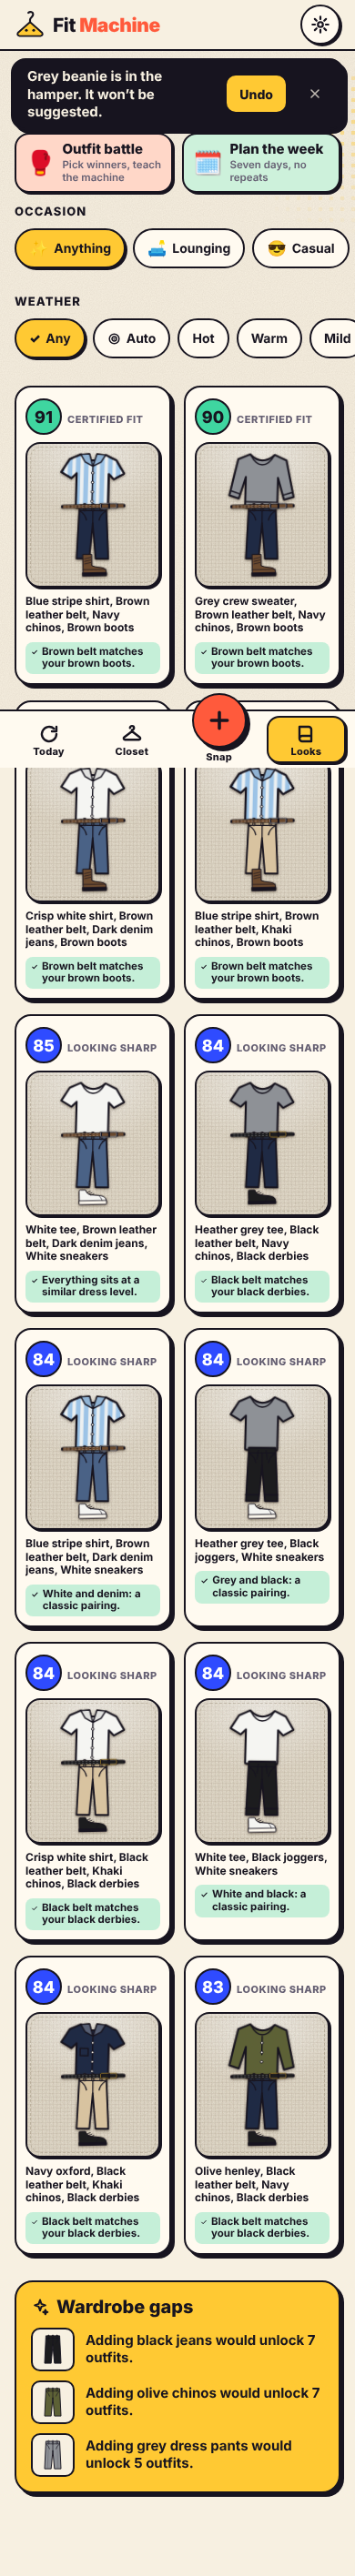 Fit Machine
Grey beanie is in the
hamper. It won't be
suggested.
Undo
Outfit battle
Pick winners, teach
the machine
Plan the week
Seven days, no
repeats
OCCASION
Anything
Lounging
Casual
WEATHER
Any
Auto
Hot
Warm
Mild
91 CERTIFIED FIT
Blue stripe shirt, Brown
leather belt, Navy
chinos, Brown boots
Brown belt matches
your brown boots.
90 CERTIFIED FIT
Grey crew sweater,
Brown leather belt, Navy
chinos, Brown boots
Brown belt matches
your brown boots.
Today
Closet
Snap
Looks
Crisp white shirt, Brown
leather belt, Dark denim
jeans, Brown boots
Brown belt matches
your brown boots.
Blue stripe shirt, Brown
leather belt, Khaki
chinos, Brown boots
Brown belt matches
your brown boots.
85 LOOKING SHARP
White tee, Brown leather
belt, Dark denim jeans,
White sneakers
Everything sits at a
similar dress level.
84 LOOKING SHARP
Heather grey tee, Black
leather belt, Navy
chinos, Black derbies
Black belt matches
your black derbies.
84 LOOKING SHARP
Blue stripe shirt, Brown
leather belt, Dark denim
jeans, White sneakers
White and denim: a
classic pairing.
84 LOOKING SHARP
Heather grey tee, Black
joggers, White sneakers
Grey and black: a
classic pairing.
84 LOOKING SHARP
Crisp white shirt, Black
leather belt, Khaki
chinos, Black derbies
Black belt matches
your black derbies.
84 LOOKING SHARP
White tee, Black joggers,
White sneakers
White and black: a
classic pairing.
84 LOOKING SHARP
Navy oxford, Black
leather belt, Khaki
chinos, Black derbies
Black belt matches
your black derbies.
83 LOOKING SHARP
Olive henley, Black
leather belt, Navy
chinos, Black derbies
Black belt matches
your black derbies.
Wardrobe gaps
Adding black jeans would unlock 7
outfits.
Adding olive chinos would unlock 7
outfits.
Adding grey dress pants would
unlock 5 outfits.